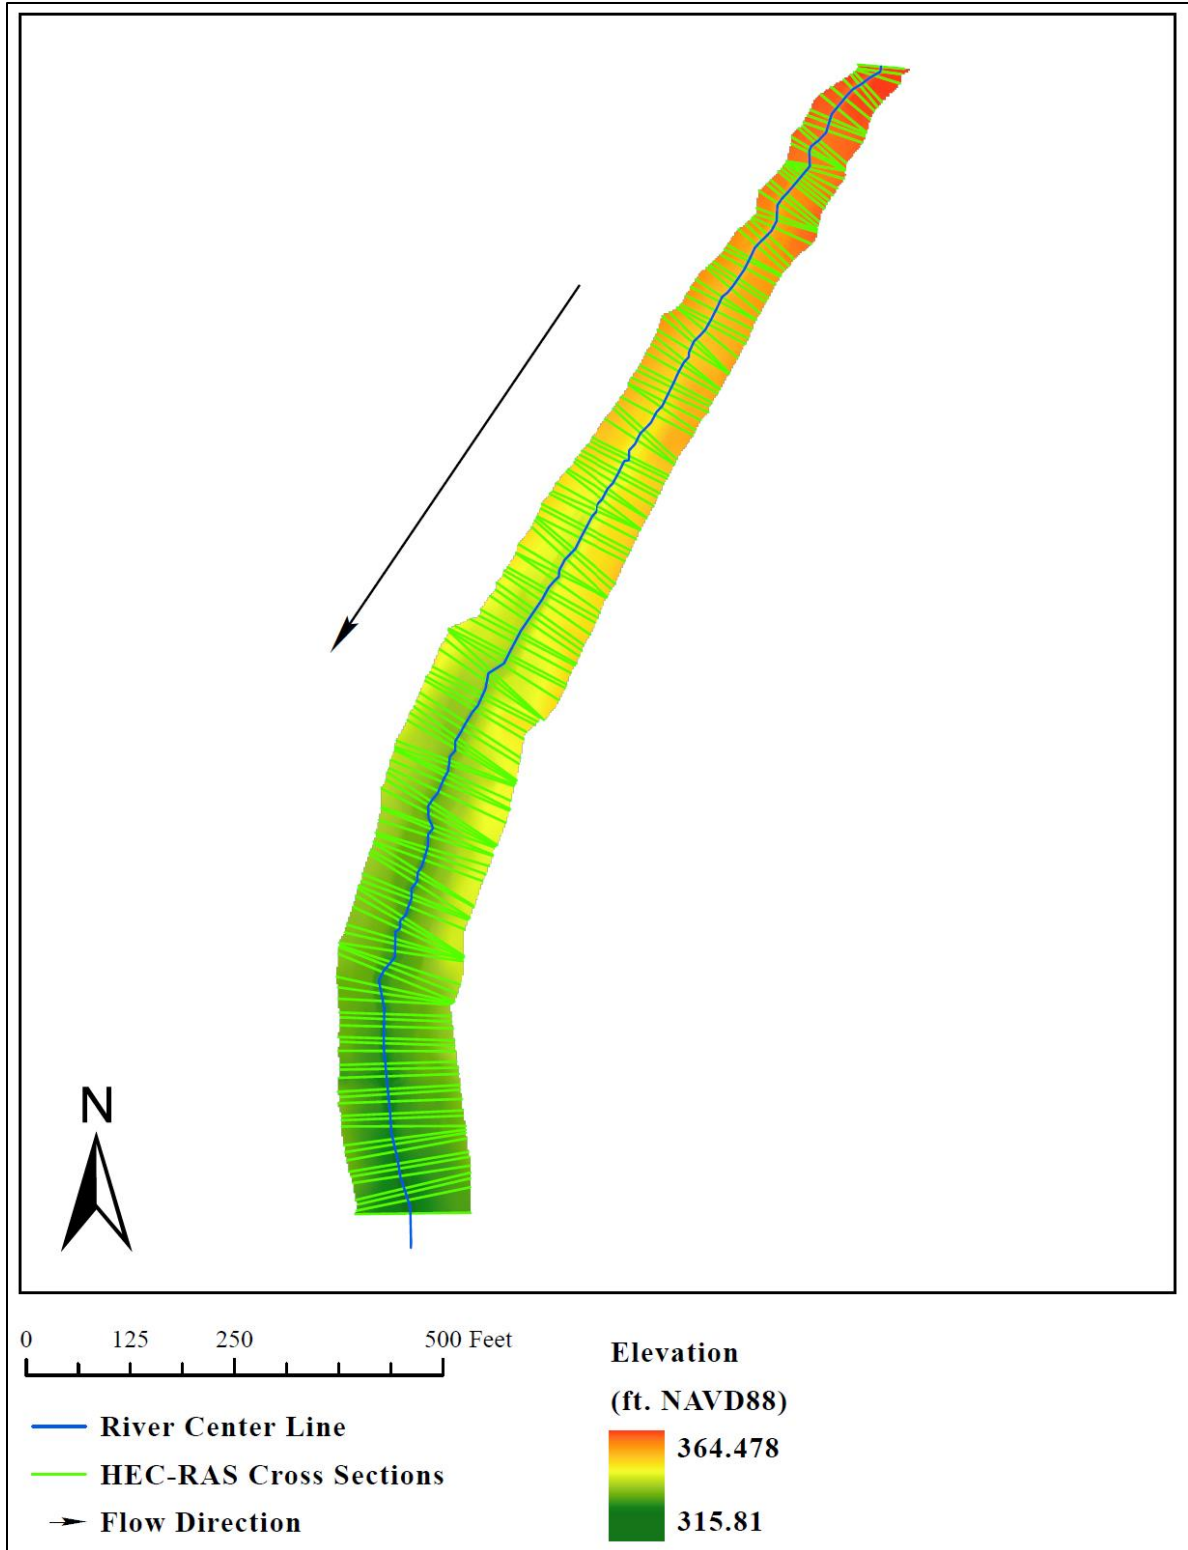 N
0 125 250 500 Feet
River Center Line
HEC-RAS Cross Sections
Flow Direction
Elevation
(ft. NAVD88)
364.478
315.81